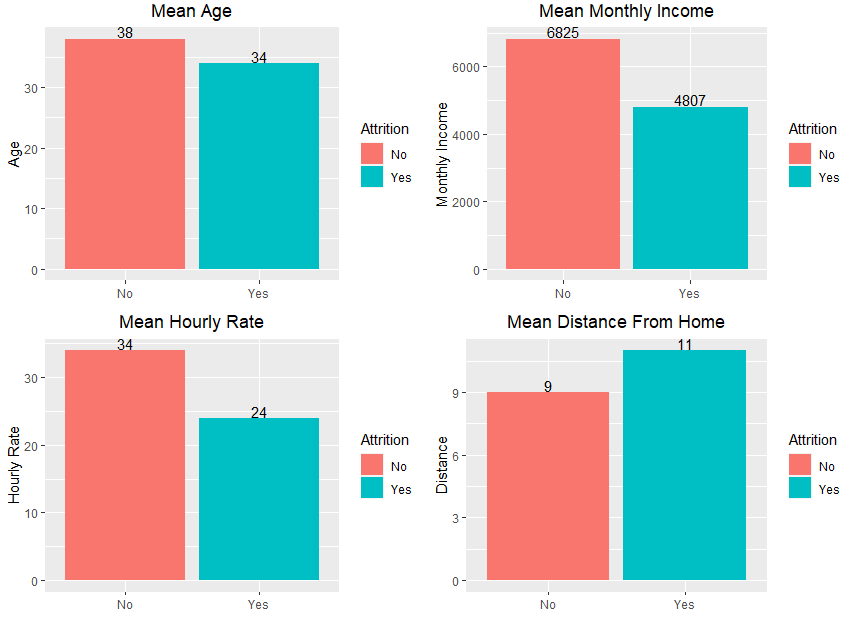 Mean Age
38
34
30
20
10
0
Age
No
Yes
Attrition
No
Yes
Mean Monthly Income
6825
4807
6000
4000
2000
0
Monthly Income
No
Yes
Attrition
No
Yes
Mean Hourly Rate
34
24
30
20
10
0
Hourly Rate
No
Yes
Attrition
No
Yes
Mean Distance From Home
11
9
9
6
3
0
Distance
No
Yes
Attrition
No
Yes